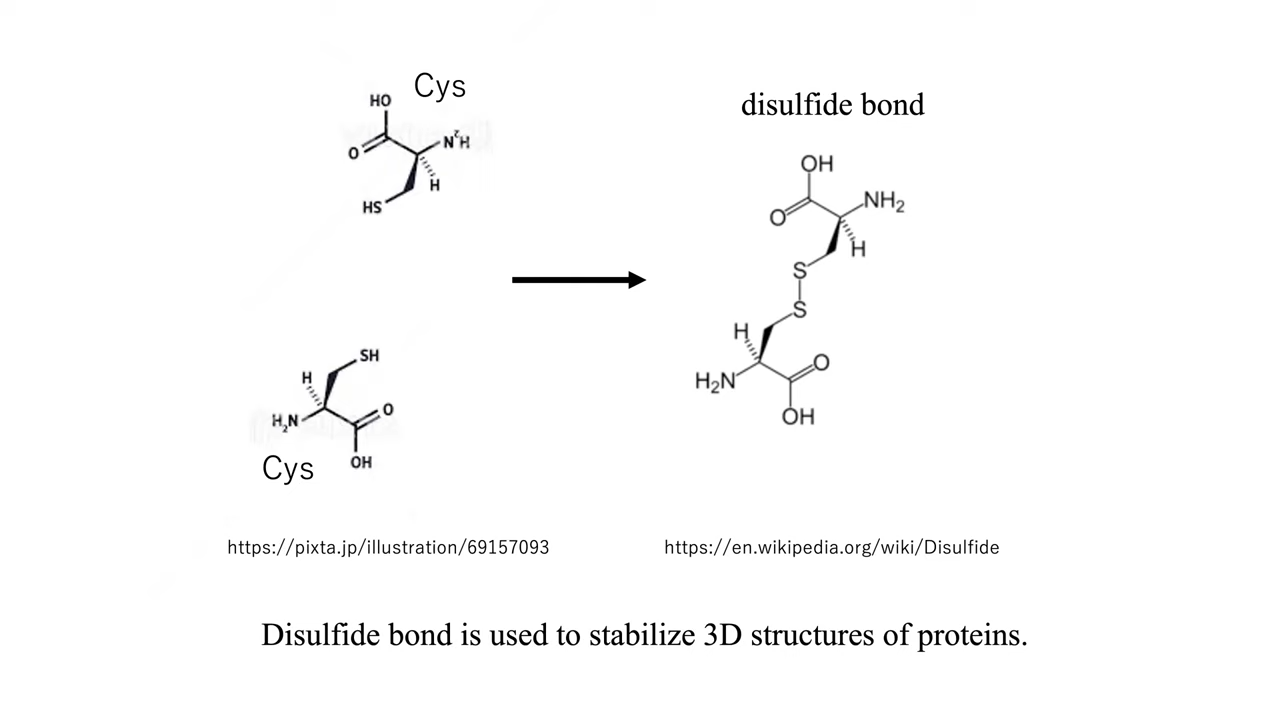 Cys
HO
O
N²H
H
HS
SH
H
H₂N
O
OH
Cys
disulfide bond
OH
O
NH₂
H
S
S
H
H₂N
O
OH
https://pixta.jp/illustration/69157093
https://en.wikipedia.org/wiki/Disulfide
Disulfide bond is used to stabilize 3D structures of proteins.